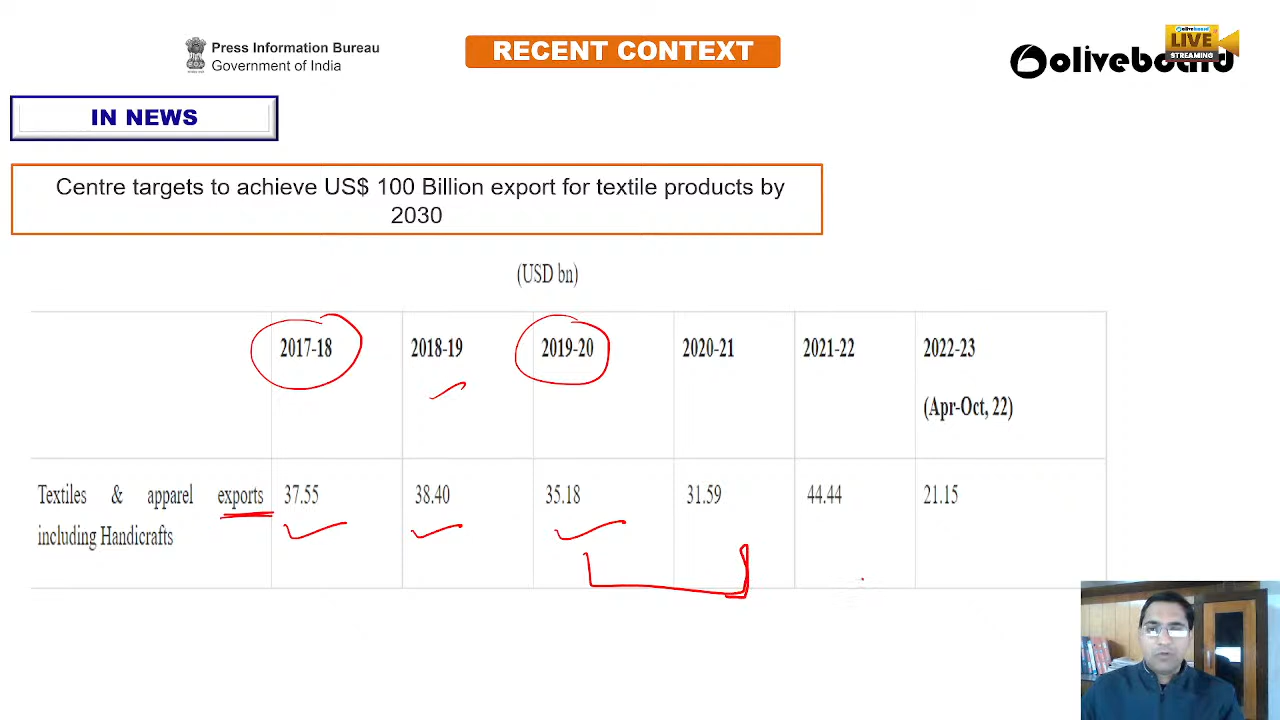 Press Information Bureau
Government of India
RECENT CONTEXT
oliveboard
LIVE
STREAMING
oliveboard
IN NEWS
Centre targets to achieve US$ 100 Billion export for textile products by
2030
(USD bn)
2017-18 2018-19 2019-20 2020-21 2021-22 2022-23
(Apr-Oct, 22)
Textiles & apparel exports 37.55 38.40 35.18 31.59 44.44 21.15
including Handicrafts